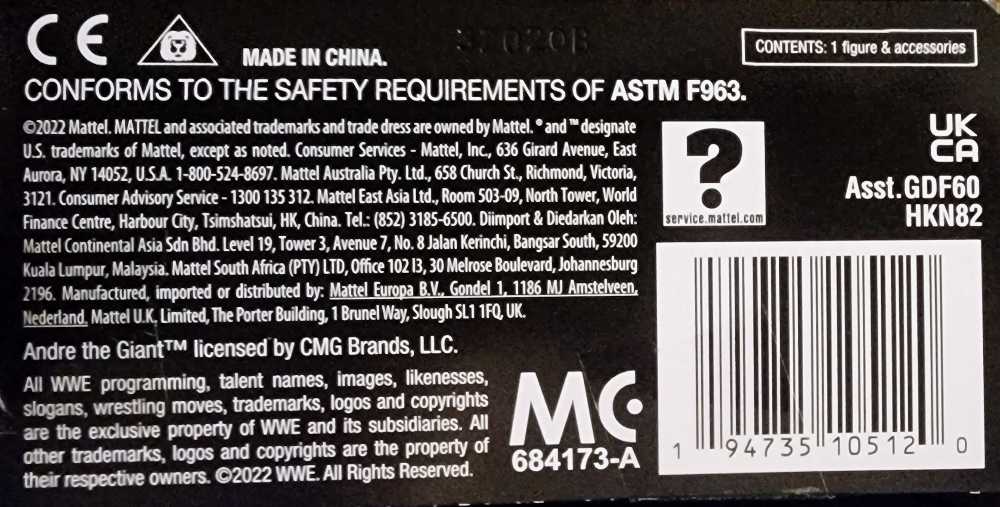 CE
MADE IN CHINA.
CONTENTS: 1 figure & accessories
CONFORMS TO THE SAFETY REQUIREMENTS OF ASTM F963.
©2022 Mattel. MATTEL and associated trademarks and trade dress are owned by Mattel. ® and ™ designate
U.S. trademarks of Mattel, except as noted. Consumer Services - Mattel, Inc., 636 Girard Avenue, East
Aurora, NY 14052, U.S.A. 1-800-524-8697. Mattel Australia Pty. Ltd., 658 Church St., Richmond, Victoria,
3121. Consumer Advisory Service - 1300 135 312. Mattel East Asia Ltd., Room 503-09, North Tower, World
Finance Centre, Harbour City, Tsimshatsui, HK, China. Tel.: (852) 3185-6500. Diimport & Diedarkan Oleh:
Mattel Continental Asia Sdn Bhd. Level 19, Tower 3, Avenue 7, No. 8 Jalan Kerinchi, Bangsar South, 59200
Kuala Lumpur, Malaysia. Mattel South Africa (PTY) LTD, Office 102 I3, 30 Melrose Boulevard, Johannesburg
2196. Manufactured, imported or distributed by: Mattel Europa B.V., Gondel 1, 1186 MJ Amstelveen,
Nederland. Mattel U.K. Limited, The Porter Building, 1 Brunel Way, Slough SL1 1FQ, UK.
Andre the Giant™ licensed by CMG Brands, LLC.
All WWE programming, talent names, images, likenesses,
slogans, wrestling moves, trademarks, logos and copyrights
are the exclusive property of WWE and its subsidiaries. All
other trademarks, logos and copyrights are the property of
their respective owners. ©2022 WWE. All Rights Reserved.
MC
684173-A
?
service.mattel.com
UK
CA
Asst.GDF60
HKN82
1 94735 10512 0